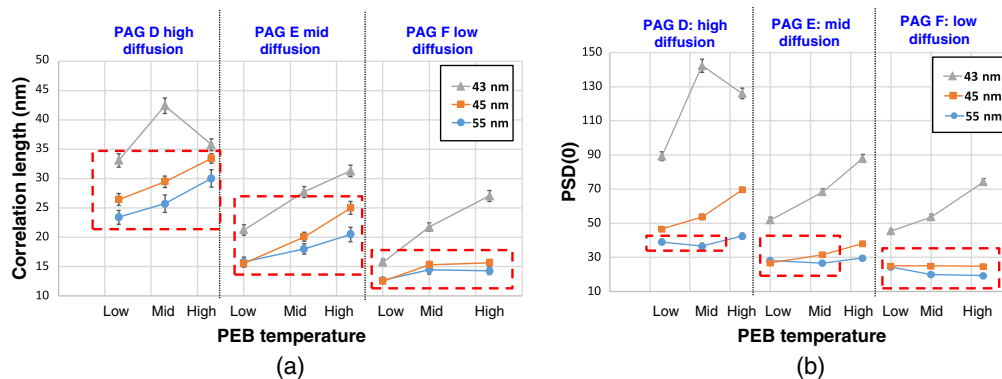 (a)
PAG D high
diffusion
PAG E mid
diffusion
PAG F low
diffusion
50
45
40
35
30
25
20
15
10
Correlation length (nm)
43 nm
45 nm
55 nm
Low Mid High Low Mid High Low Mid High
PEB temperature
(a)
(b)
PAG D: high
diffusion
PAG E: mid
diffusion
PAG F: low
diffusion
150
130
110
90
70
50
30
10
PSD(0)
43 nm
45 nm
55 nm
Low Mid High Low Mid High Low Mid High
PEB temperature
(b)